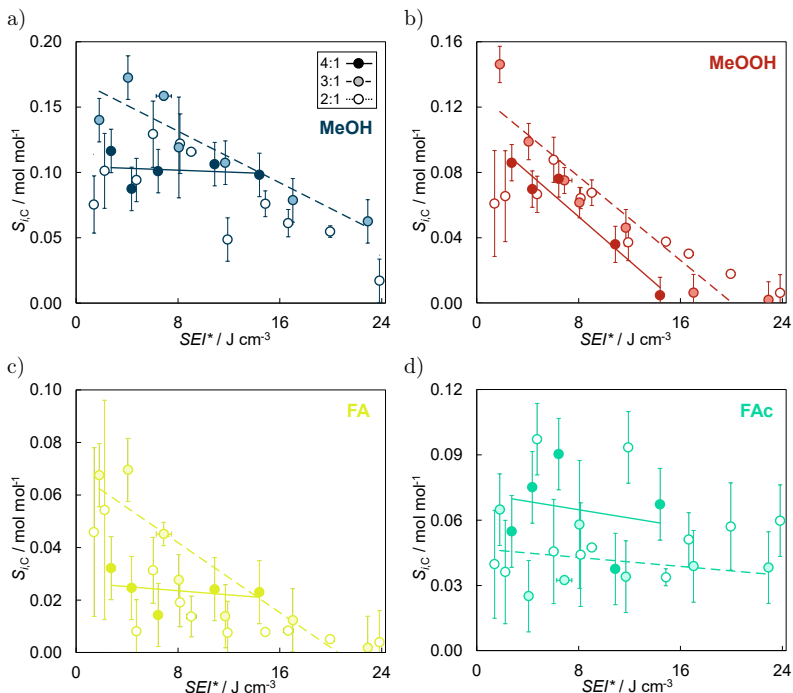 a)
0.20
0.15
0.10
0.05
0.00
S_{i,C} / mol mol⁻¹
4:1
3:1
2:1
MeOH
0 8 16 24
SEI* / J cm⁻³
b)
0.16
0.12
0.08
0.04
0.00
S_{i,C} / mol mol⁻¹
MeOOH
0 8 16 24
SEI* / J cm⁻³
c)
0.10
0.08
0.06
0.04
0.02
0.00
S_{i,C} / mol mol⁻¹
FA
0 8 16 24
SEI* / J cm⁻³
d)
0.12
0.09
0.06
0.03
0.00
S_{i,C} / mol mol⁻¹
FAc
0 8 16 24
SEI* / J cm⁻³